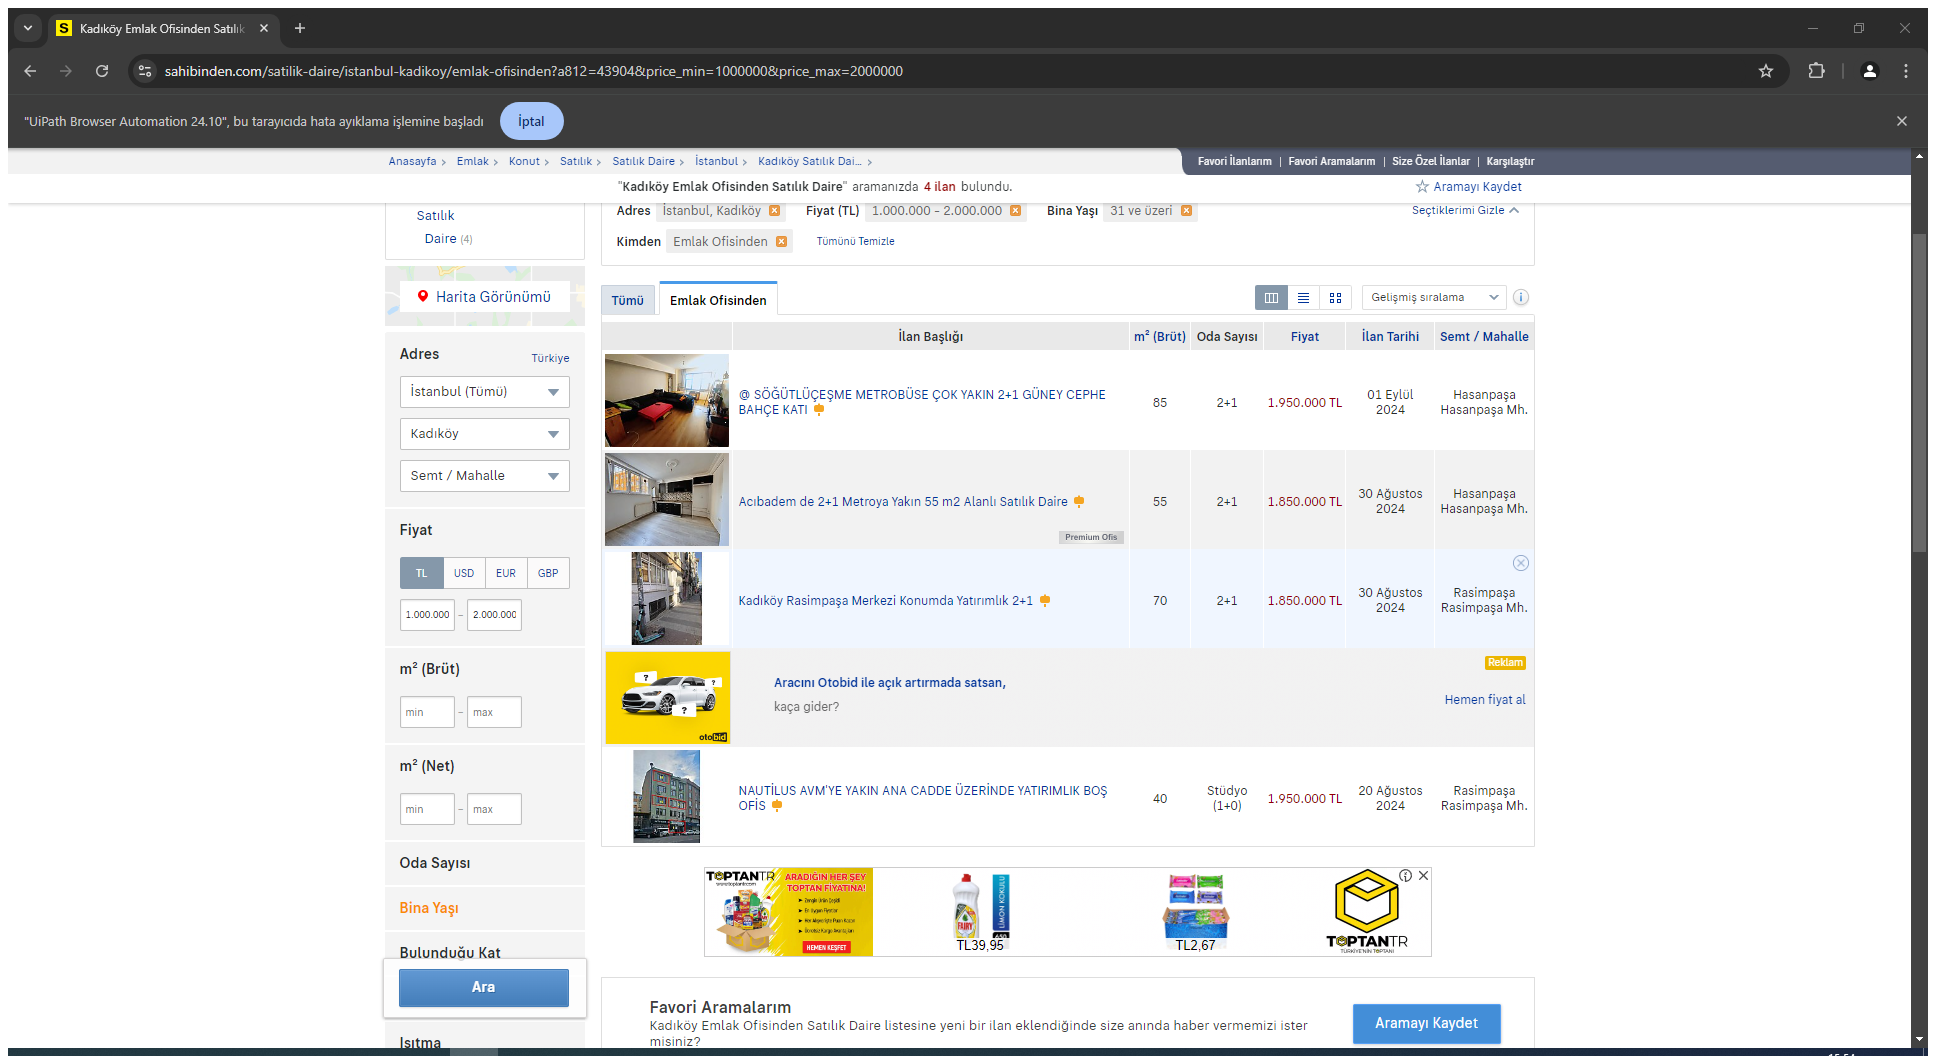 Kadıköy Emlak Ofisinden Satılık
sahibinden.com/satilik-daire/istanbul-kadikoy/emlak-ofisinden?a812=43904&price_min=1000000&price_max=2000000
"UiPath Browser Automation 24.10", bu tarayıcıda hata ayıklama işlemine başladı İptal
Anasayfa > Emlak > Konut > Satılık > Satılık Daire > İstanbul > Kadıköy Satılık Dai... >
Favori İlanlarım | Favori Aramalarım | Size Özel İlanlar | Karşılaştır
"Kadıköy Emlak Ofisinden Satılık Daire" aramanızda 4 ilan bulundu.
Aramayı Kaydet
Satılık
Daire (4)
Adres İstanbul, Kadıköy Fiyat (TL) 1.000.000 - 2.000.000 Bina Yaşı 31 ve üzeri
Seçtiklerimi Gizle
Kimden Emlak Ofisinden Tümünü Temizle
Harita Görünümü
Adres Türkiye
İstanbul (Tümü)
Kadıköy
Semt / Mahalle
Fiyat
TL USD EUR GBP
1.000.000 - 2.000.000
m² (Brüt)
min - max
m² (Net)
min - max
Oda Sayısı
Bina Yaşı
Bulunduğu Kat
Ara
Isıtma
Tümü Emlak Ofisinden
Gelişmiş sıralama
İlan Başlığı m² (Brüt) Oda Sayısı Fiyat İlan Tarihi Semt / Mahalle
@ SÖĞÜTLÜÇEŞME METROBÜSE ÇOK YAKIN 2+1 GÜNEY CEPHE
BAHÇE KATI
85 2+1 1.950.000 TL
01 Eylül
2024
Hasanpaşa
Hasanpaşa Mh.
Acıbadem de 2+1 Metroya Yakın 55 m2 Alanlı Satılık Daire
Premium Ofis
55 2+1 1.850.000 TL
30 Ağustos
2024
Hasanpaşa
Hasanpaşa Mh.
Kadıköy Rasimpaşa Merkezi Konumda Yatırımlık 2+1
70 2+1 1.850.000 TL
30 Ağustos
2024
Rasimpaşa
Rasimpaşa Mh.
? ? ?
otobid
Aracını Otobid ile açık artırmada satsan,
kaça gider?
Reklam
Hemen fiyat al
NAUTİLUS AVM'YE YAKIN ANA CADDE ÜZERİNDE YATIRIMLIK BOŞ
OFİS
40
Stüdyo
(1+0)
1.950.000 TL
20 Ağustos
2024
Rasimpaşa
Rasimpaşa Mh.
TOPTANTR
www.toptantr.com
ARADIĞIN HER ŞEY
TOPTAN FİYATINA!
HEMEN KEŞFET
FAIRY
LİMON KOKULU
650
TL39,95
TL2,67
TOPTANTR
TÜRKİYE'NİN TOPTANI
Favori Aramalarım
Kadıköy Emlak Ofisinden Satılık Daire listesine yeni bir ilan eklendiğinde size anında haber vermemizi ister
misiniz?
Aramayı Kaydet